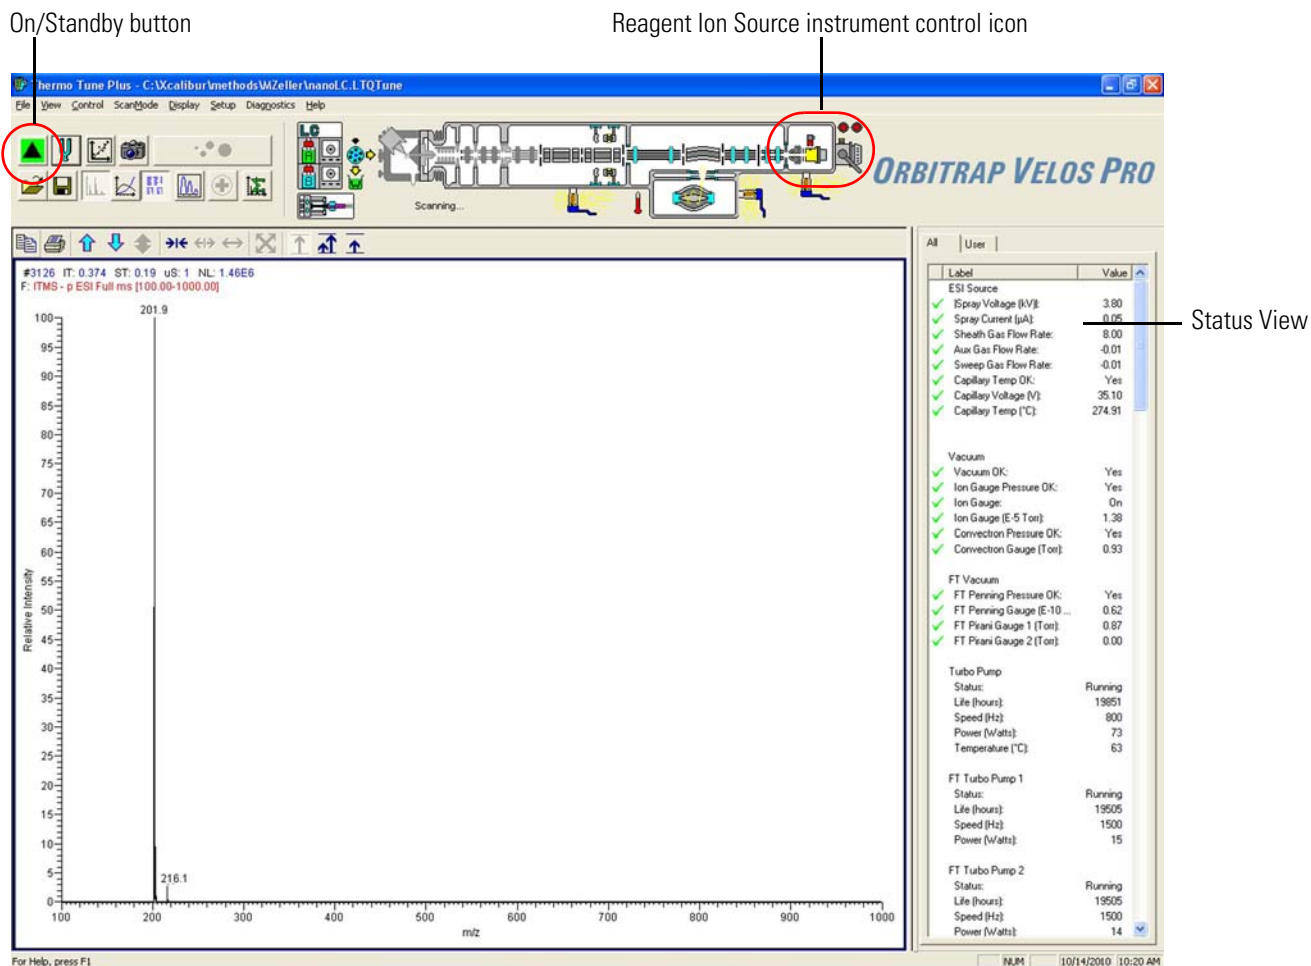 On/Standby button
Reagent Ion Source instrument control icon
Thermo Tune Plus - C:\Xcalibur\methods\MZeller\nanoLC.LTQTune
File View Control ScanMode Display Setup Diagnostics Help
LC
Scanning...
ORBITRAP VELOS PRO
#3126 IT: 0.374 ST: 0.19 uS: 1 NL: 1.46E6
F: ITMS - p ESI Full ms [100.00-1000.00]
201.9
216.1
100
95
90
85
80
75
70
65
60
55
50
45
40
35
30
25
20
15
10
5
0
Relative Intensity
100 200 300 400 500 600 700 800 900 1000
m/z
All User
Label Value
ESI Source
|Spray Voltage (kV)|: 3.80
Spray Current (µA): 0.05
Sheath Gas Flow Rate: 8.00
Aux Gas Flow Rate: -0.01
Sweep Gas Flow Rate: -0.01
Capillary Temp OK: Yes
Capillary Voltage (V): 35.10
Capillary Temp (°C): 274.91
Vacuum
Vacuum OK: Yes
Ion Gauge Pressure OK: Yes
Ion Gauge: On
Ion Gauge (E-5 Torr): 1.38
Convectron Pressure OK: Yes
Convectron Gauge (Torr): 0.93
FT Vacuum
FT Penning Pressure OK: Yes
FT Penning Gauge (E-10 ... 0.62
FT Pirani Gauge 1 (Torr): 0.87
FT Pirani Gauge 2 (Torr): 0.00
Turbo Pump
Status: Running
Life (hours): 19851
Speed (Hz): 800
Power (Watts): 73
Temperature (°C): 63
FT Turbo Pump 1
Status: Running
Life (hours): 19505
Speed (Hz): 1500
Power (Watts): 15
FT Turbo Pump 2
Status: Running
Life (hours): 19505
Speed (Hz): 1500
Power (Watts): 14
Status View
For Help, press F1
NUM 10/14/2010 10:20 AM